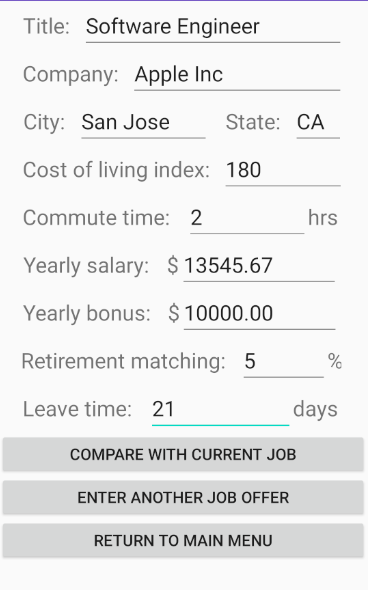 Title: Software Engineer
Company: Apple Inc
City: San Jose State: CA
Cost of living index: 180
Commute time: 2 hrs
Yearly salary: $ 13545.67
Yearly bonus: $ 10000.00
Retirement matching: 5 %
Leave time: 21 days
COMPARE WITH CURRENT JOB
ENTER ANOTHER JOB OFFER
RETURN TO MAIN MENU